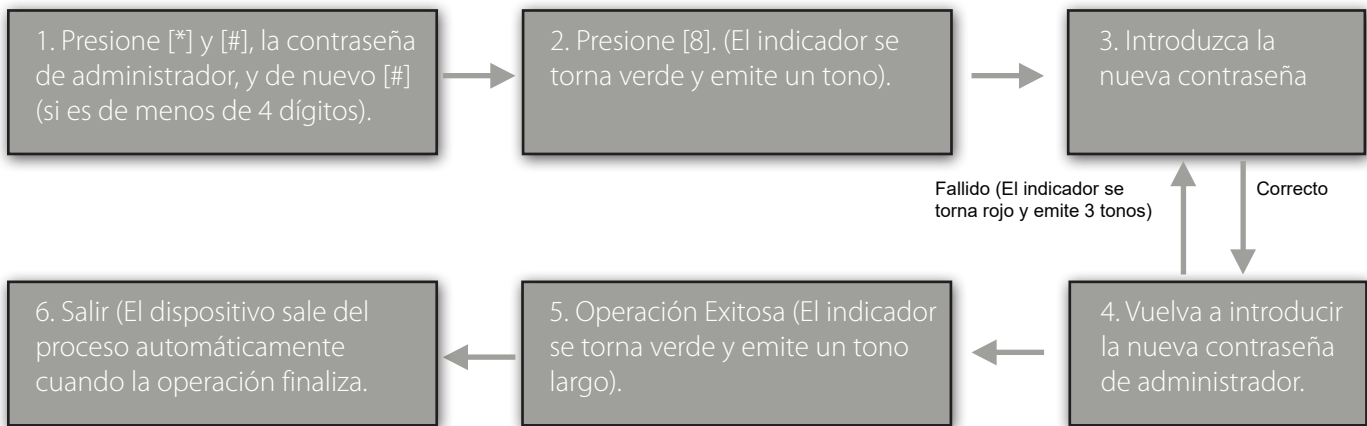 1. Presione [*] y [#], la contraseña
de administrador, y de nuevo [#]
(si es de menos de 4 dígitos).
2. Presione [8]. (El indicador se
torna verde y emite un tono).
3. Introduzca la
nueva contraseña
Fallido (El indicador se
torna rojo y emite 3 tonos)
Correcto
4. Vuelva a introducir
la nueva contraseña
de administrador.
5. Operación Exitosa (El indicador
se torna verde y emite un tono
largo).
6. Salir (El dispositivo sale del
proceso automáticamente
cuando la operación finaliza.